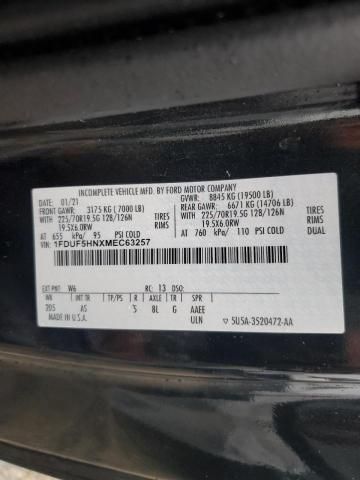 INCOMPLETE VEHICLE MFD. BY FORD MOTOR COMPANY
DATE: 01/21 GVWR: 8845 KG (19500 LB)
FRONT GAWR: 3175 KG (7000 LB) REAR GAWR: 6671 KG (14706 LB)
WITH 225/70R19.5G 128/126N TIRES WITH 225/70R19.5G 128/126N TIRES
19.5X6.0RW RIMS 19.5X6.0RW RIMS
AT 655 kPa/ 95 PSI COLD AT 760 kPa/ 110 PSI COLD
VIN: 1FDUF5HNXMEC63257
EXT PNT: W6 RC: 13 DSO:
WB INT TR TP/PS R AXLE TR SPR
205 AS 5 8L G AAEE
MADE IN U.S.A. ULN 5U5A-3520472-AA